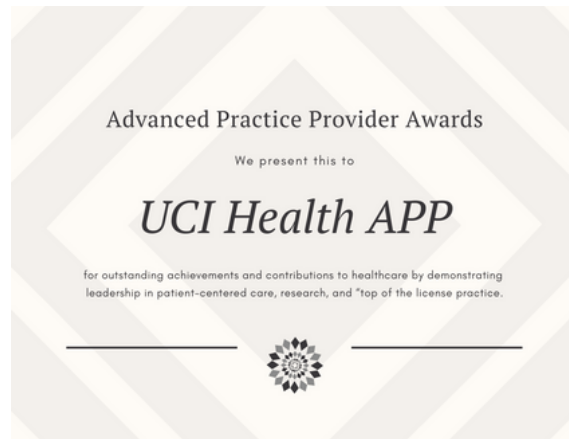 Advanced Practice Provider Awards
We present this to
UCI Health APP
for outstanding achievements and contributions to healthcare by demonstrating
leadership in patient-centered care, research, and “top of the license practice.